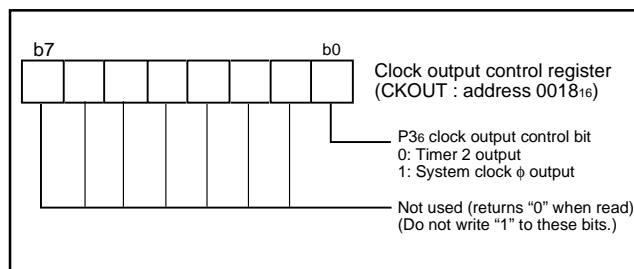 b7 b0
Clock output control register
(CKOUT : address 0018₁₆)
P3₆ clock output control bit
0: Timer 2 output
1: System clock ϕ output
Not used (returns “0” when read)
(Do not write “1” to these bits.)